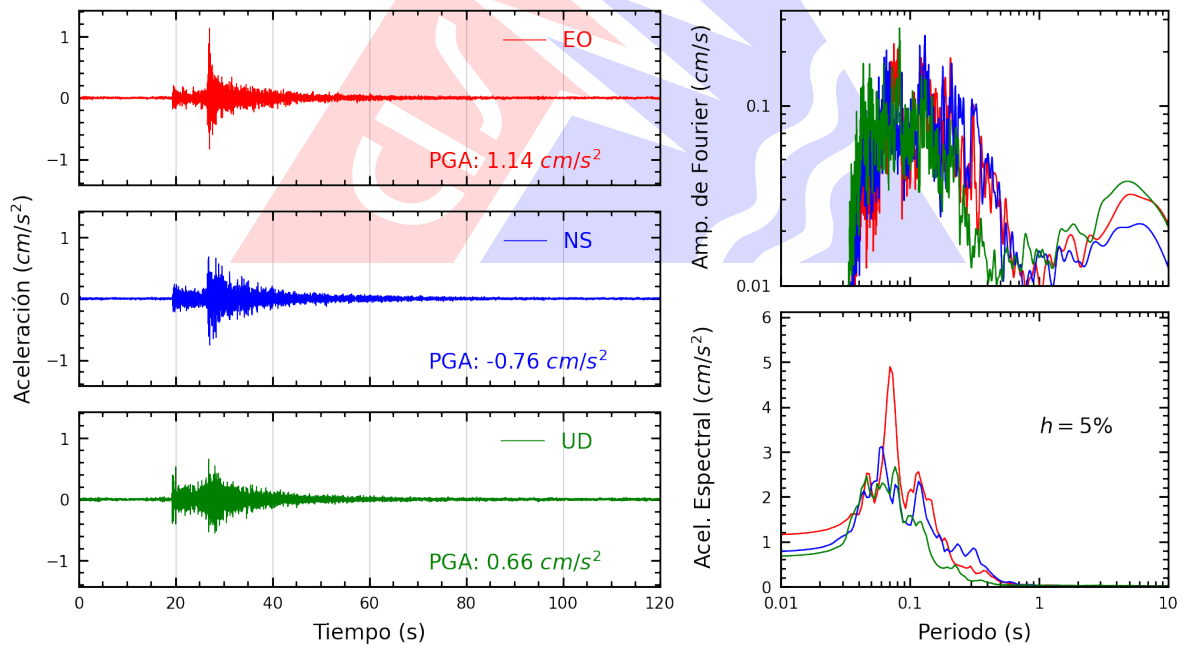 Aceleración (cm/s²)
1
0
−1
EO
PGA: 1.14 cm/s²
1
0
−1
NS
PGA: -0.76 cm/s²
1
0
−1
UD
PGA: 0.66 cm/s²
0 20 40 60 80 100 120
Tiempo (s)
Amp. de Fourier (cm/s)
0.1
0.01
Acel. Espectral (cm/s²)
6
5
4
3
2
1
0
h = 5%
0.01 0.1 1 10
Periodo (s)
CIS